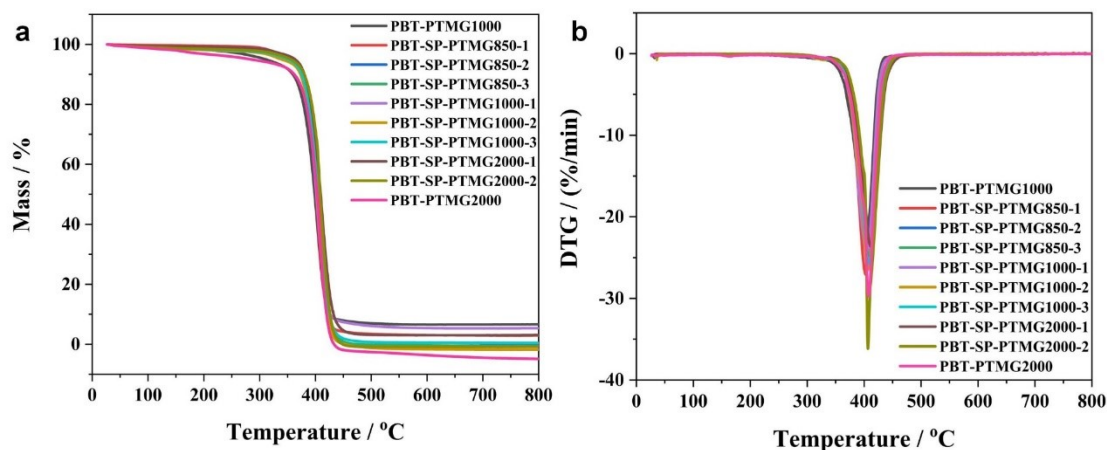 a
Mass / %
100
80
60
40
20
0
0 100 200 300 400 500 600 700 800
Temperature / °C
PBT-PTMG1000
PBT-SP-PTMG850-1
PBT-SP-PTMG850-2
PBT-SP-PTMG850-3
PBT-SP-PTMG1000-1
PBT-SP-PTMG1000-2
PBT-SP-PTMG1000-3
PBT-SP-PTMG2000-1
PBT-SP-PTMG2000-2
PBT-PTMG2000
b
DTG / (%/min)
0
-10
-20
-30
-40
0 100 200 300 400 500 600 700 800
Temperature / °C
PBT-PTMG1000
PBT-SP-PTMG850-1
PBT-SP-PTMG850-2
PBT-SP-PTMG850-3
PBT-SP-PTMG1000-1
PBT-SP-PTMG1000-2
PBT-SP-PTMG1000-3
PBT-SP-PTMG2000-1
PBT-SP-PTMG2000-2
PBT-PTMG2000